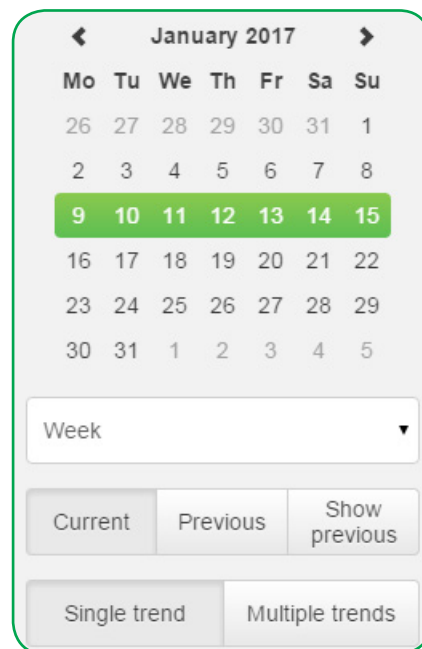 January 2017
Mo Tu We Th Fr Sa Su
26 27 28 29 30 31 1
2 3 4 5 6 7 8
9 10 11 12 13 14 15
16 17 18 19 20 21 22
23 24 25 26 27 28 29
30 31 1 2 3 4 5
Week
Current Previous Show
previous
Single trend Multiple trends